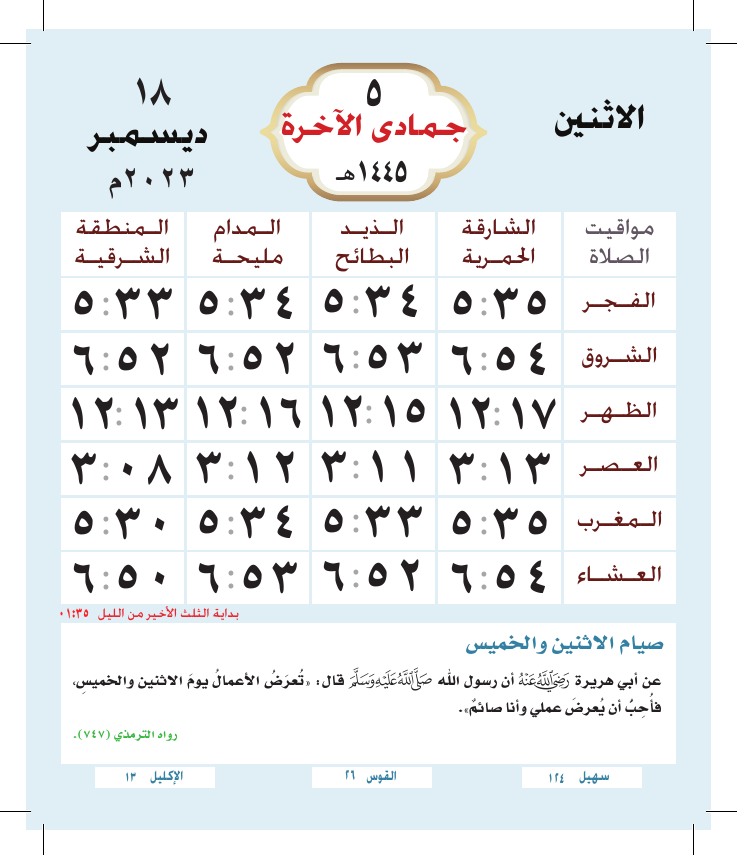 الاثنين
٥
جمادى الآخرة
١٤٤٥هـ
١٨
ديسمبر
٢٠٢٣م
مواقيت الصلاة | الشارقة الحمرية | الذيد البطائح | المدام مليحة | المنطقة الشرقية
الفجر ٥:٣٥ ٥:٣٤ ٥:٣٤ ٥:٣٣
الشروق ٦:٥٤ ٦:٥٣ ٦:٥٢ ٦:٥٢
الظهر ١٢:١٧ ١٢:١٥ ١٢:١٦ ١٢:١٣
العصر ٣:١٣ ٣:١١ ٣:١٢ ٣:٠٨
المغرب ٥:٣٥ ٥:٣٣ ٥:٣٤ ٥:٣٠
العشاء ٦:٥٤ ٦:٥٢ ٦:٥٣ ٦:٥٠
بداية الثلث الأخير من الليل ٠١:٣٥
صيام الاثنين والخميس
عن أبي هريرة رَضِيَ اللَّهُ عَنْهُ أن رسول الله صَلَّى اللَّهُ عَلَيْهِ وَسَلَّمَ قال: «تُعرَضُ الأعمالُ يومَ الاثنين والخميسِ،
فأُحِبُ أن يُعرضَ عملي وأنا صائمٌ».
رواه الترمذي (٧٤٧).
سهيل ١٢٤
القوس ٢٦
الإكليل ١٣